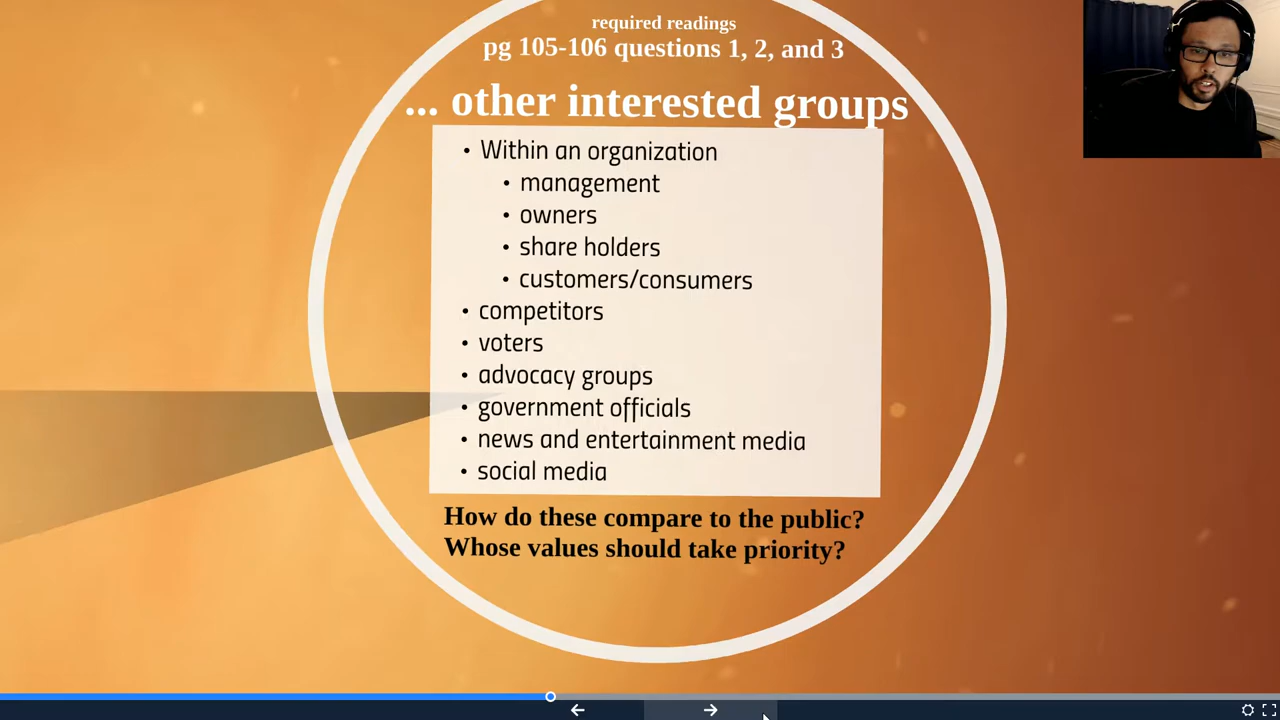 required readings
pg 105-106 questions 1, 2, and 3
... other interested groups
• Within an organization
• management
• owners
• share holders
• customers/consumers
• competitors
• voters
• advocacy groups
• government officials
• news and entertainment media
• social media
How do these compare to the public?
Whose values should take priority?